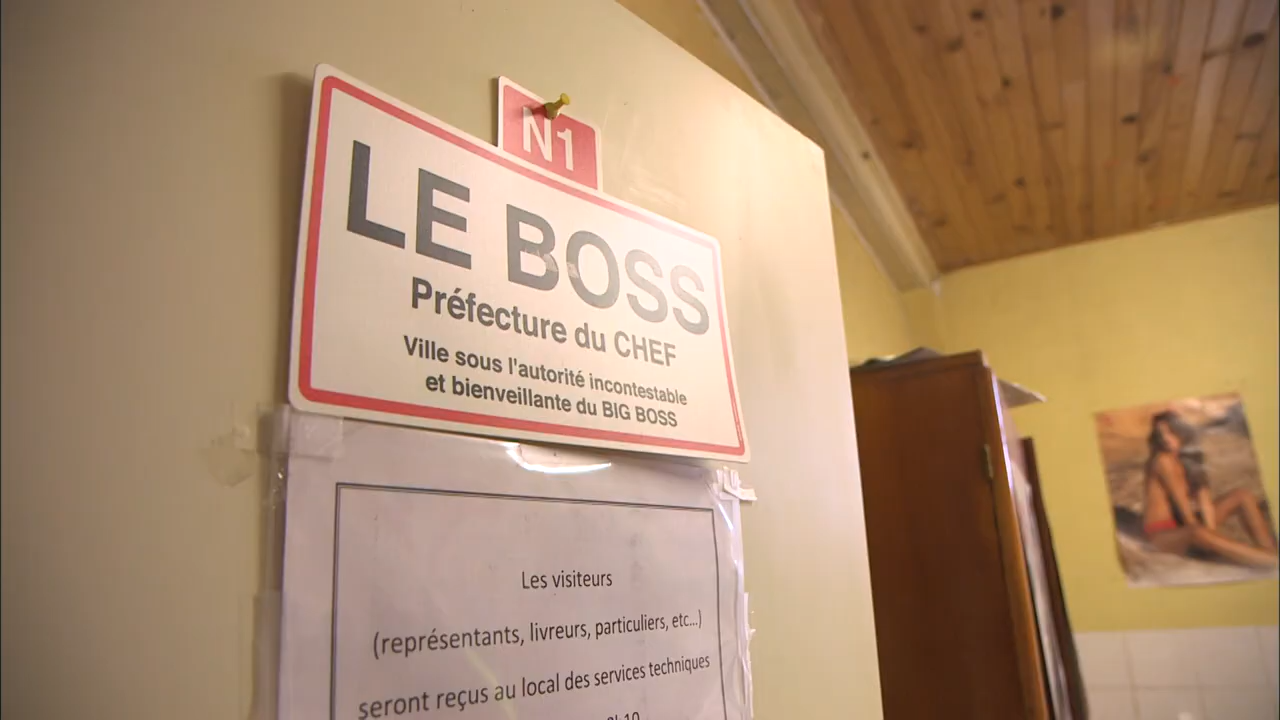 N1
LE BOSS
Préfecture du CHEF
Ville sous l'autorité incontestable
et bienveillante du BIG BOSS
Les visiteurs
(représentants, livreurs, particuliers, etc...)
seront reçus au local des services techniques